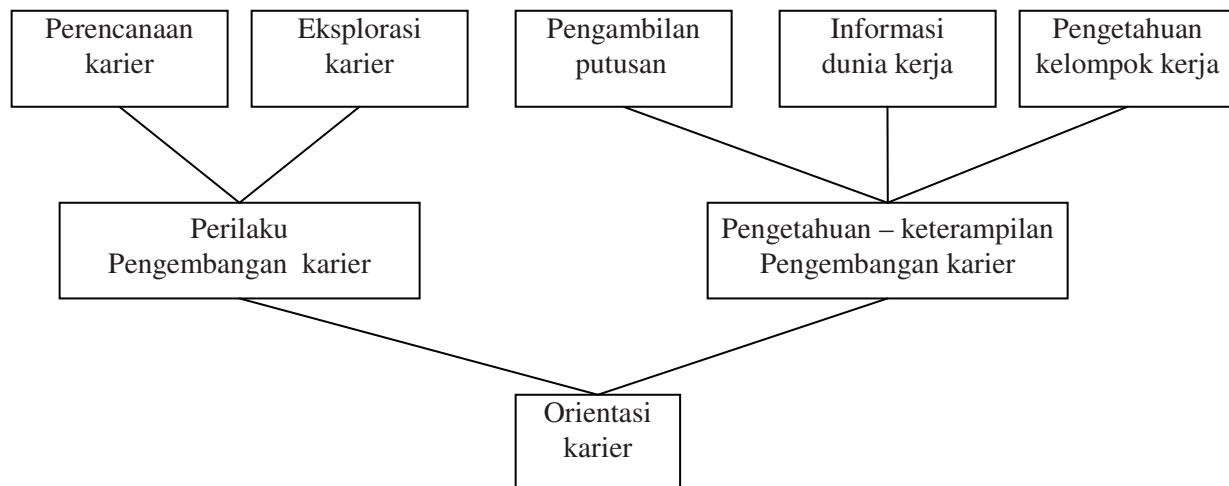 Perencanaan
karier
Eksplorasi
karier
Pengambilan
putusan
Informasi
dunia kerja
Pengetahuan
kelompok kerja
Perilaku
Pengembangan karier
Pengetahuan – keterampilan
Pengembangan karier
Orientasi
karier